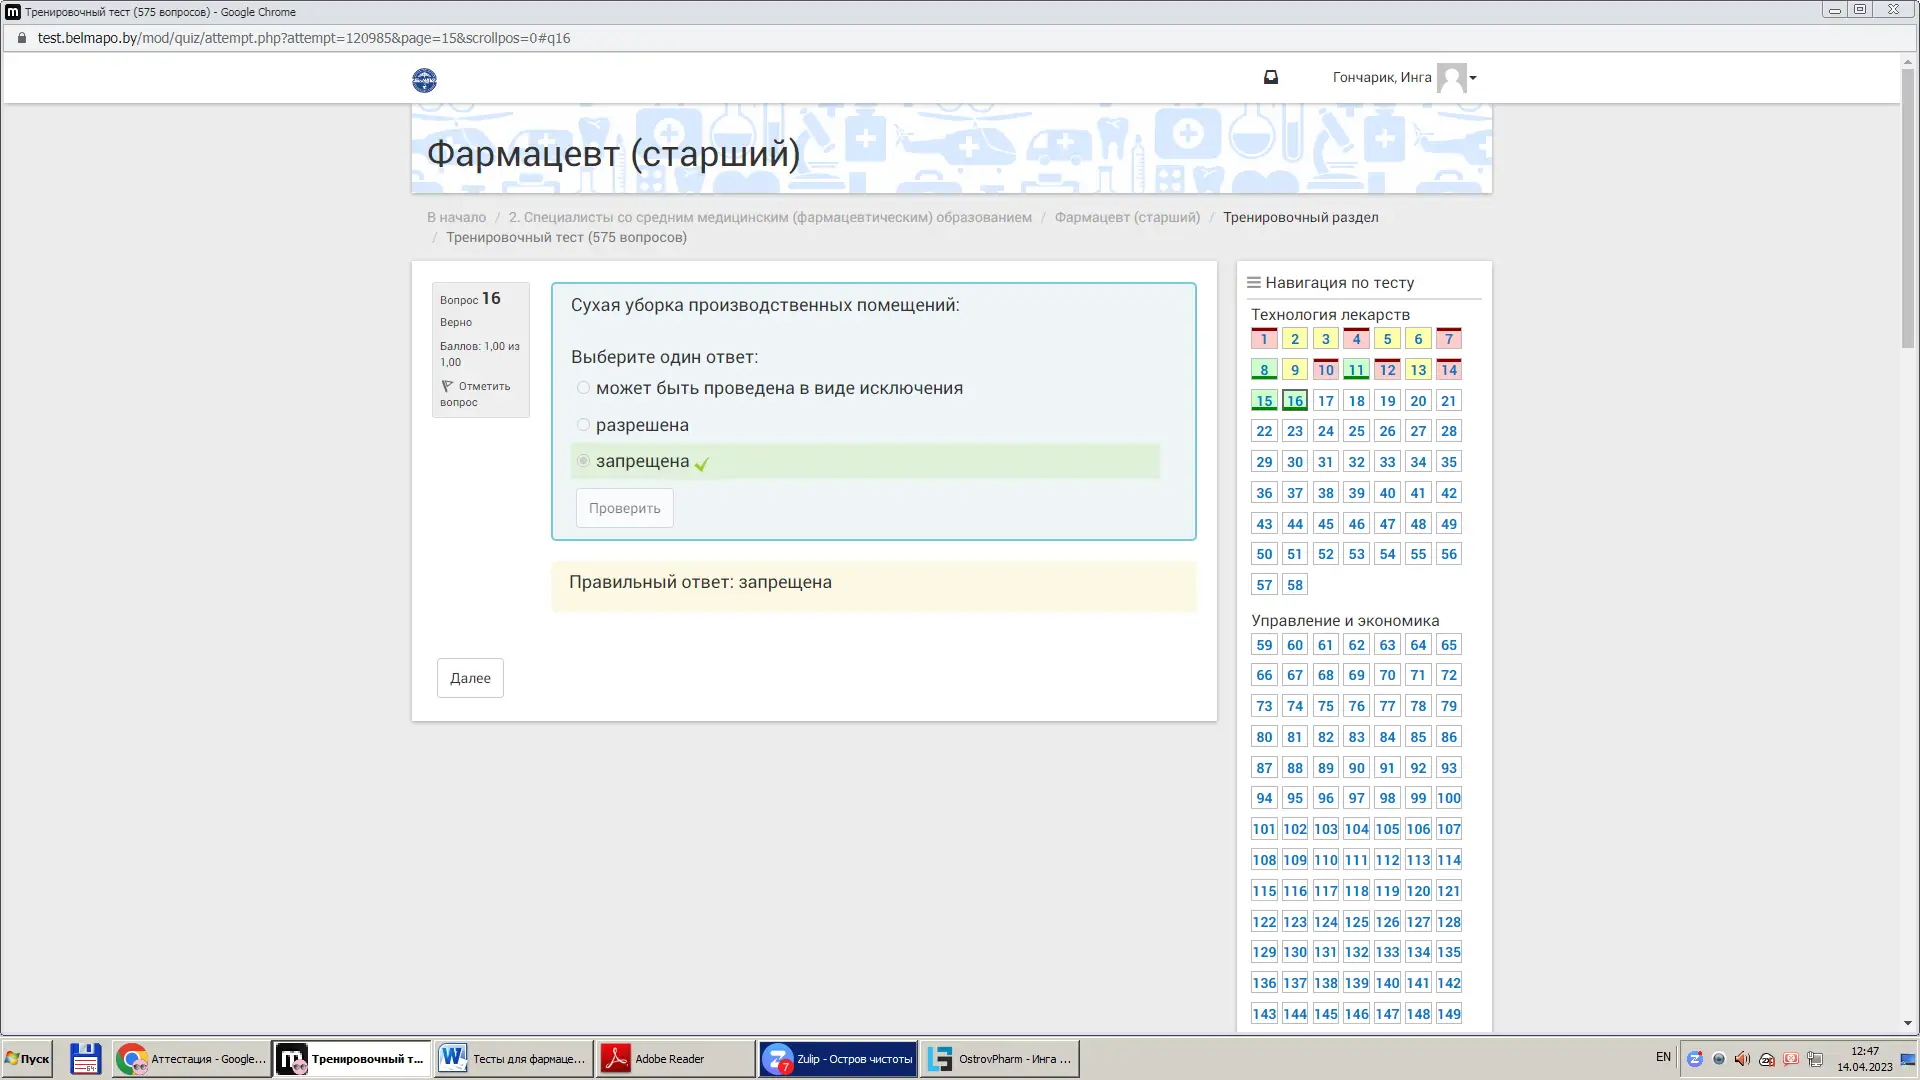 Тренировочный тест (575 вопросов) - Google Chrome
test.belmapo.by/mod/quiz/attempt.php?attempt=120985&page=15&scrollpos=0#q16
Гончарик, Инга
Фармацевт (старший)
В начало / 2. Специалисты со средним медицинским (фармацевтическим) образованием / Фармацевт (старший) / Тренировочный раздел
/ Тренировочный тест (575 вопросов)
Вопрос 16
Верно
Баллов: 1,00 из
1,00
Отметить
вопрос
Сухая уборка производственных помещений:
Выберите один ответ:
может быть проведена в виде исключения
разрешена
запрещена
Проверить
Правильный ответ: запрещена
Далее
Навигация по тесту
Технология лекарств
1 2 3 4 5 6 7
8 9 10 11 12 13 14
15 16 17 18 19 20 21
22 23 24 25 26 27 28
29 30 31 32 33 34 35
36 37 38 39 40 41 42
43 44 45 46 47 48 49
50 51 52 53 54 55 56
57 58
Управление и экономика
59 60 61 62 63 64 65
66 67 68 69 70 71 72
73 74 75 76 77 78 79
80 81 82 83 84 85 86
87 88 89 90 91 92 93
94 95 96 97 98 99 100
101 102 103 104 105 106 107
108 109 110 111 112 113 114
115 116 117 118 119 120 121
122 123 124 125 126 127 128
129 130 131 132 133 134 135
136 137 138 139 140 141 142
143 144 145 146 147 148 149
Пуск
Аттестация - Google...
Тренировочный т...
Тесты для фармаце...
Adobe Reader
7
Zulip - Остров чистоты
OstrovPharm - Инга ...
EN
12:47
14.04.2023